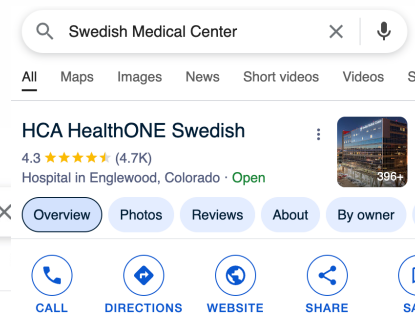 Swedish Medical Center
All Maps Images News Short videos Videos S
HCA HealthONE Swedish
4.3 (4.7K)
Hospital in Englewood, Colorado · Open
396+
Overview Photos Reviews About By owner
CALL DIRECTIONS WEBSITE SHARE SA